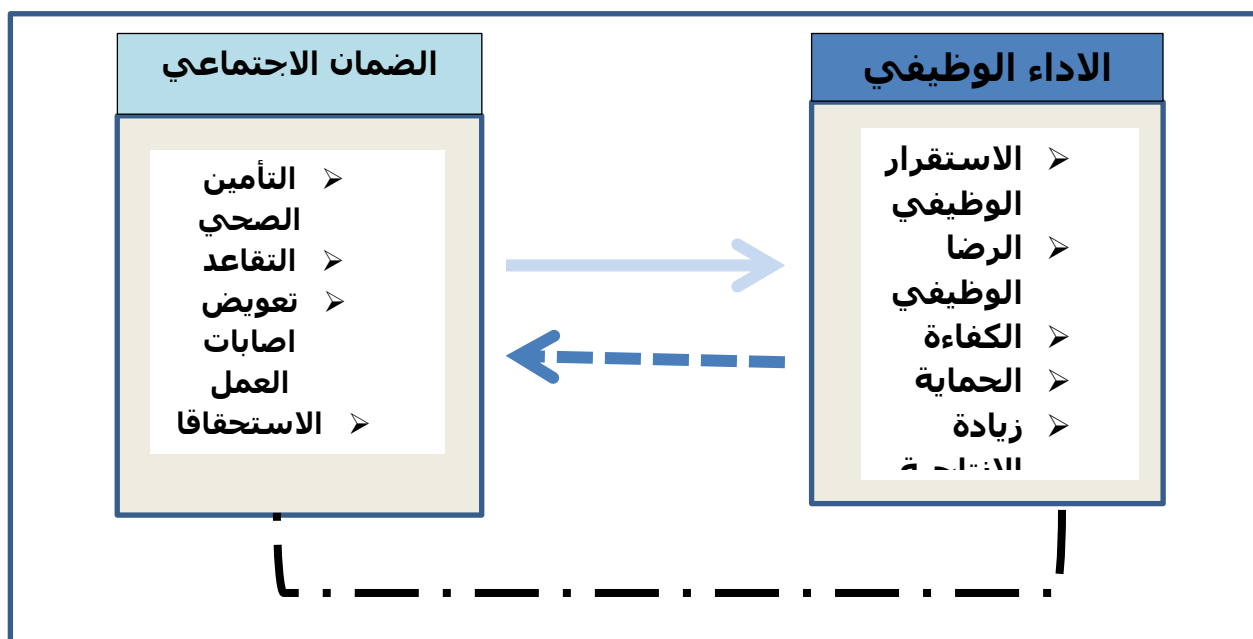 الاداء الوظيفي
➢ الاستقرار
الوظيفي
➢ الرضا
الوظيفي
➢ الكفاءة
➢ الحماية
➢ زيادة
الضمان الاجتماعي
➢ التأمين
الصحي
➢ التقاعد
➢ تعويض
اصابات
العمل
➢ الاستحقاقا